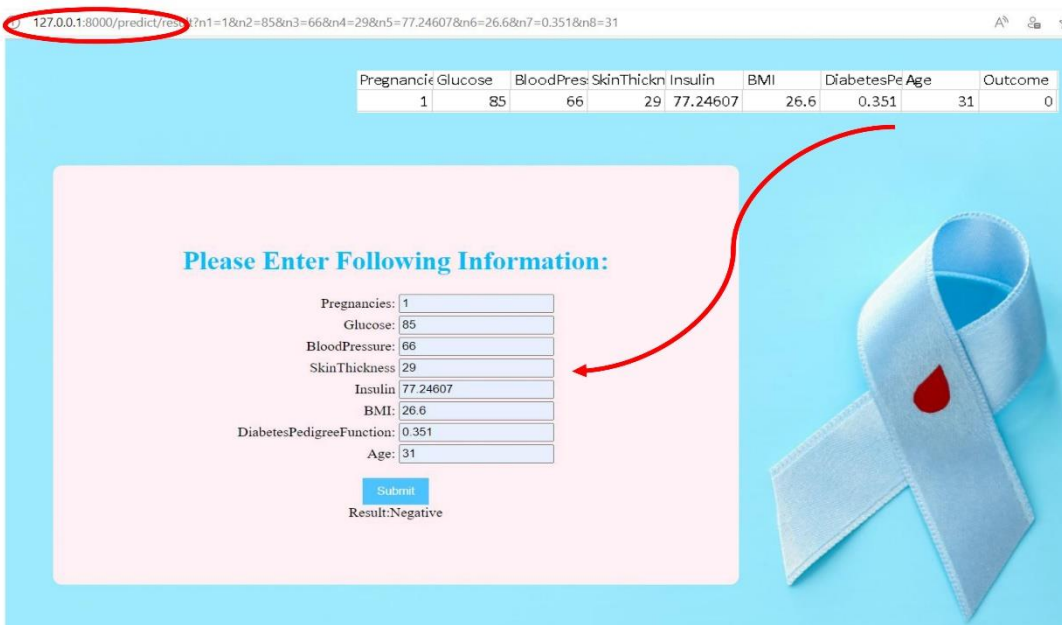 127.0.0.1:8000/predict/result?n1=1&n2=85&n3=66&n4=29&n5=77.24607&n6=26.6&n7=0.351&n8=31
Pregnancie Glucose BloodPres SkinThickn Insulin BMI DiabetesPe Age Outcome
1 85 66 29 77.24607 26.6 0.351 31 0
Please Enter Following Information:
Pregnancies: 1
Glucose: 85
BloodPressure: 66
SkinThickness 29
Insulin 77.24607
BMI: 26.6
DiabetesPedigreeFunction: 0.351
Age: 31
Submit
Result:Negative